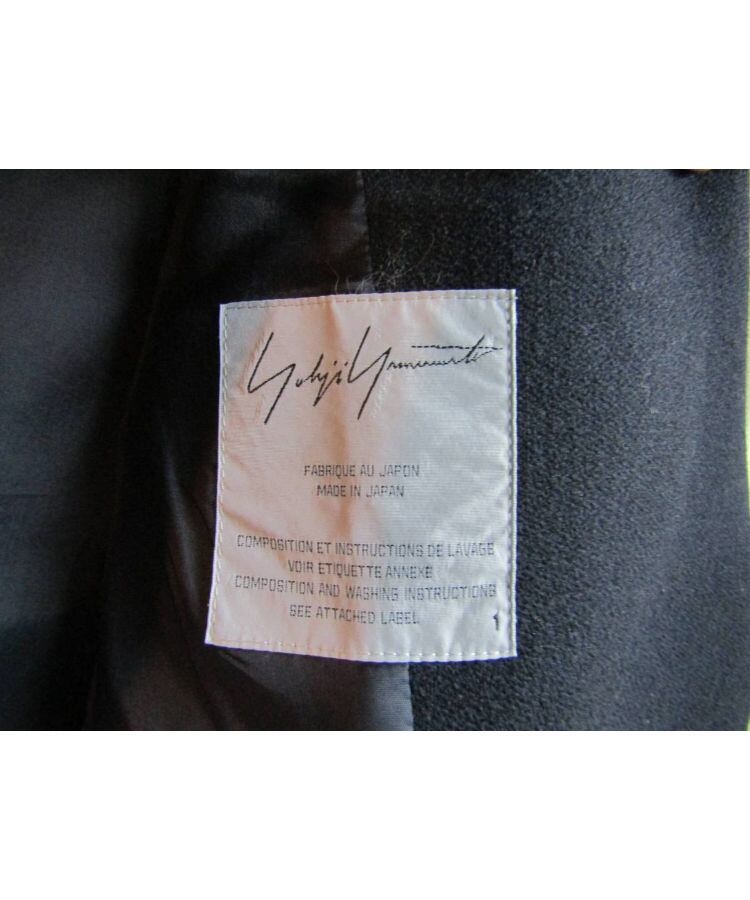 Yohji Yamamoto
FABRIQUE AU JAPON
MADE IN JAPAN
COMPOSITION ET INSTRUCTIONS DE LAVAGE
VOIR ETIQUETTE ANNEXE
COMPOSITION AND WASHING INSTRUCTIONS
SEE ATTACHED LABEL
1